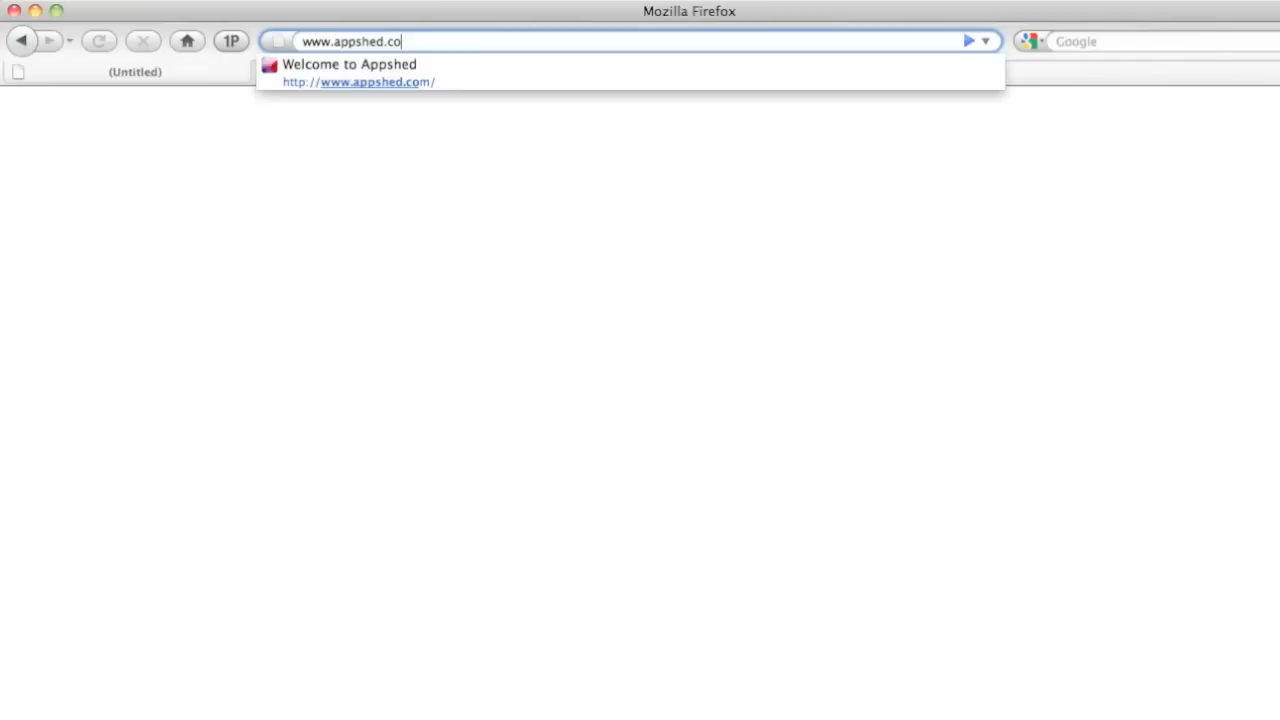 Mozilla Firefox
1P
www.appshed.co
Google
Welcome to Appshed
http://www.appshed.com/
(Untitled)